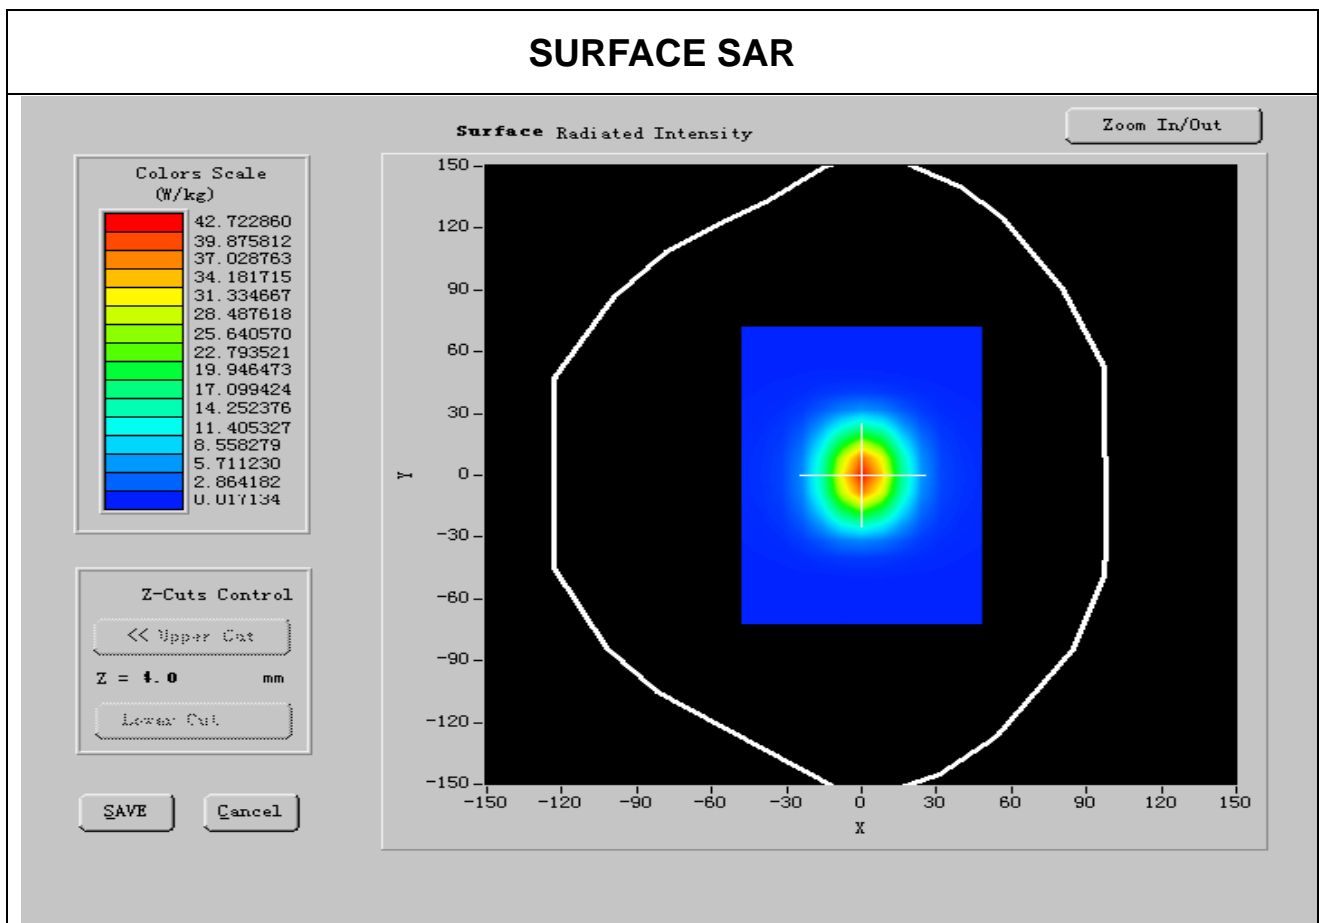 SURFACE SAR
Surface Radiated Intensity
Zoom In/Out
Colors Scale
(W/kg)
42.722860
39.875812
37.028763
34.181715
31.334667
28.487618
25.640570
22.793521
19.946473
17.099424
14.252376
11.405327
8.558279
5.711230
2.864182
0.017134
Z-Cuts Control
<< Upper Cut
Z = 4.0 mm
Lower Cut
SAVE
Cancel
150
120
90
60
30
0
-30
-60
-90
-120
-150
Y
-150 -120 -90 -60 -30 0 30 60 90 120 150
X